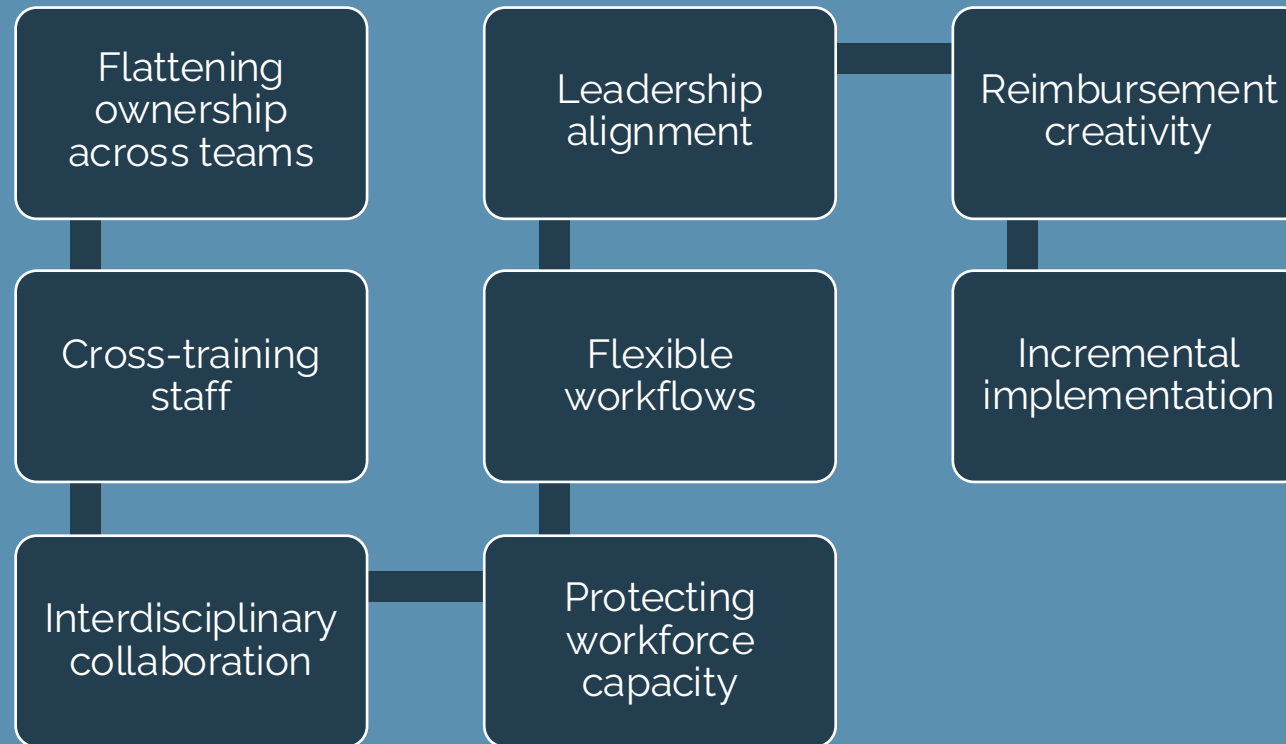 Flattening
ownership
across teams
Cross-training
staff
Interdisciplinary
collaboration
Protecting
workforce
capacity
Flexible
workflows
Leadership
alignment
Reimbursement
creativity
Incremental
implementation